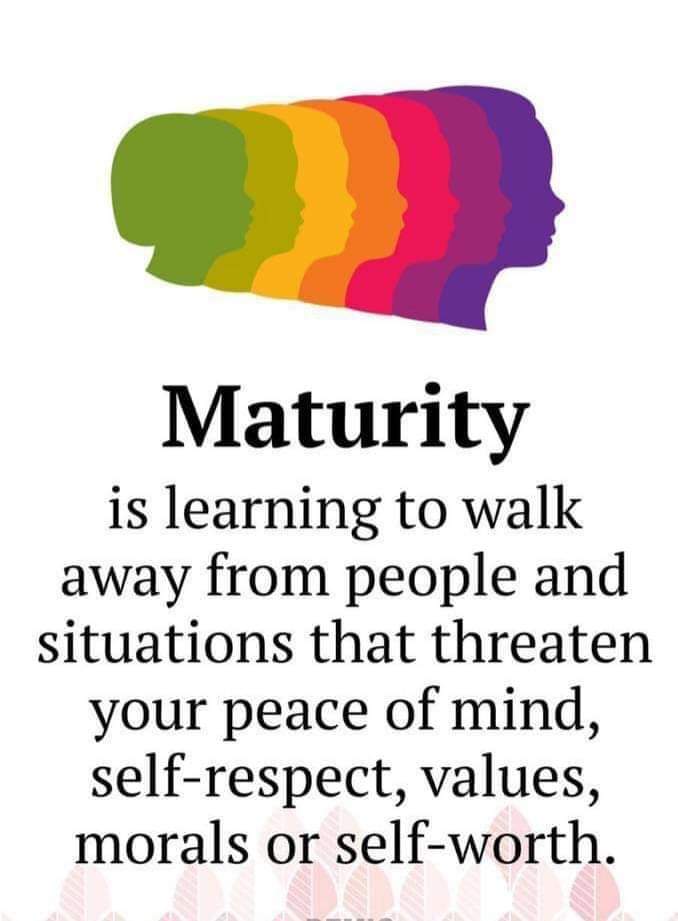 Maturity
is learning to walk
away from people and
situations that threaten
your peace of mind,
self-respect, values,
morals or self-worth.